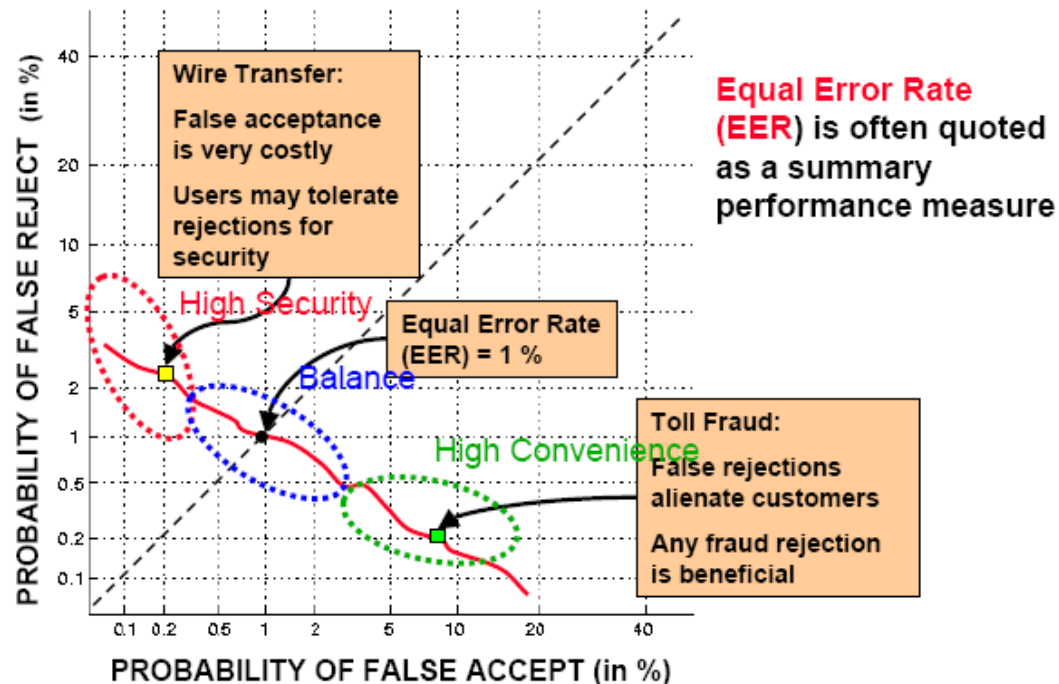 PROBABILITY OF FALSE REJECT (in %)
40
20
10
5
2
1
0.5
0.2
0.1
Wire Transfer:
False acceptance
is very costly
Users may tolerate
rejections for
security
High Security
Equal Error Rate
(EER) = 1 %
Balance
High Convenience
Toll Fraud:
False rejections
alienate customers
Any fraud rejection
is beneficial
Equal Error Rate
(EER) is often quoted
as a summary
performance measure
0.1 0.2 0.5 1 2 5 10 20 40
PROBABILITY OF FALSE ACCEPT (in %)